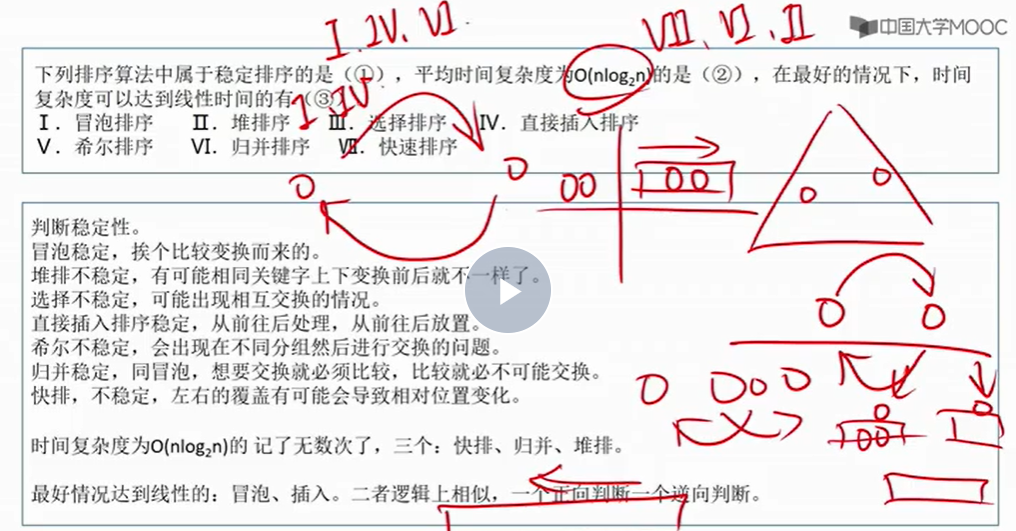 I、IV、VI
VII、VI、II
中国大学MOOC
下列排序算法中属于稳定排序的是（①），平均时间复杂度为O(nlog₂n)的是（②），在最好的情况下，时间
复杂度可以达到线性时间的有（③）
I、IV
Ⅰ．冒泡排序 Ⅱ．堆排序 Ⅲ．选择排序 Ⅳ．直接插入排序
Ⅴ．希尔排序 Ⅵ．归并排序 Ⅶ．快速排序
判断稳定性。
冒泡稳定，挨个比较变换而来的。
堆排不稳定，有可能相同关键字上下变换前后就不一样了。
选择不稳定，可能出现相互交换的情况。
直接插入排序稳定，从前往后处理，从前往后放置。
希尔不稳定，会出现在不同分组然后进行交换的问题。
归并稳定，同冒泡，想要交换就必须比较，比较就必不可能交换。
快排，不稳定，左右的覆盖有可能会导致相对位置变化。
时间复杂度为O(nlog₂n)的 记了无数次了，三个：快排、归并、堆排。
最好情况达到线性的：冒泡、插入。二者逻辑上相似，一个正向判断一个逆向判断。